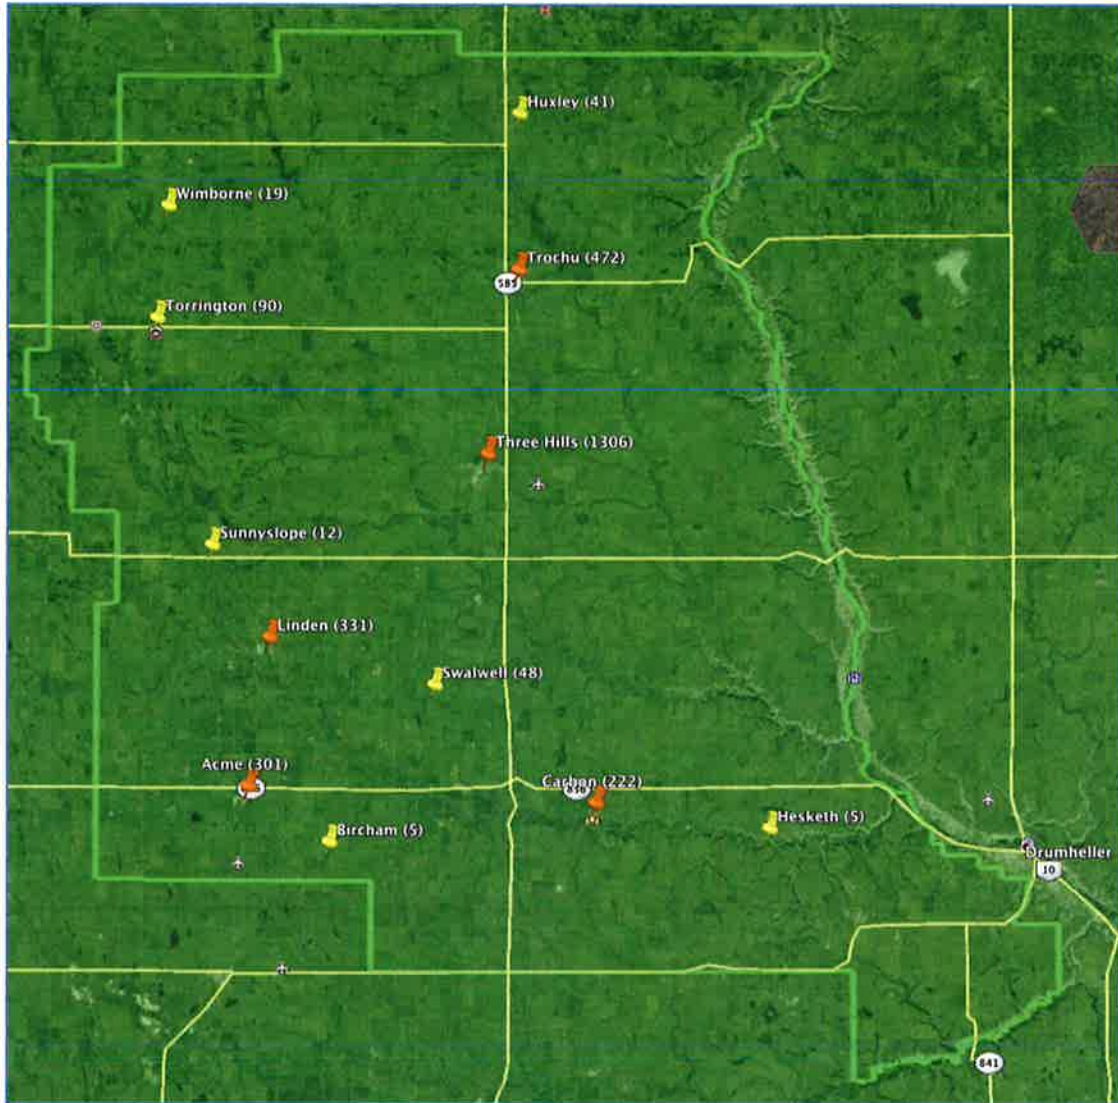 Huxley (41)
Wimborne (19)
Trochu (472)
585
Torrington (90)
Three Hills (1306)
Sunnyslope (12)
Linden (331)
Swalwell (48)
Acme (301)
Carbon (222)
Hesketh (5)
Bircham (5)
Drumheller
10
841